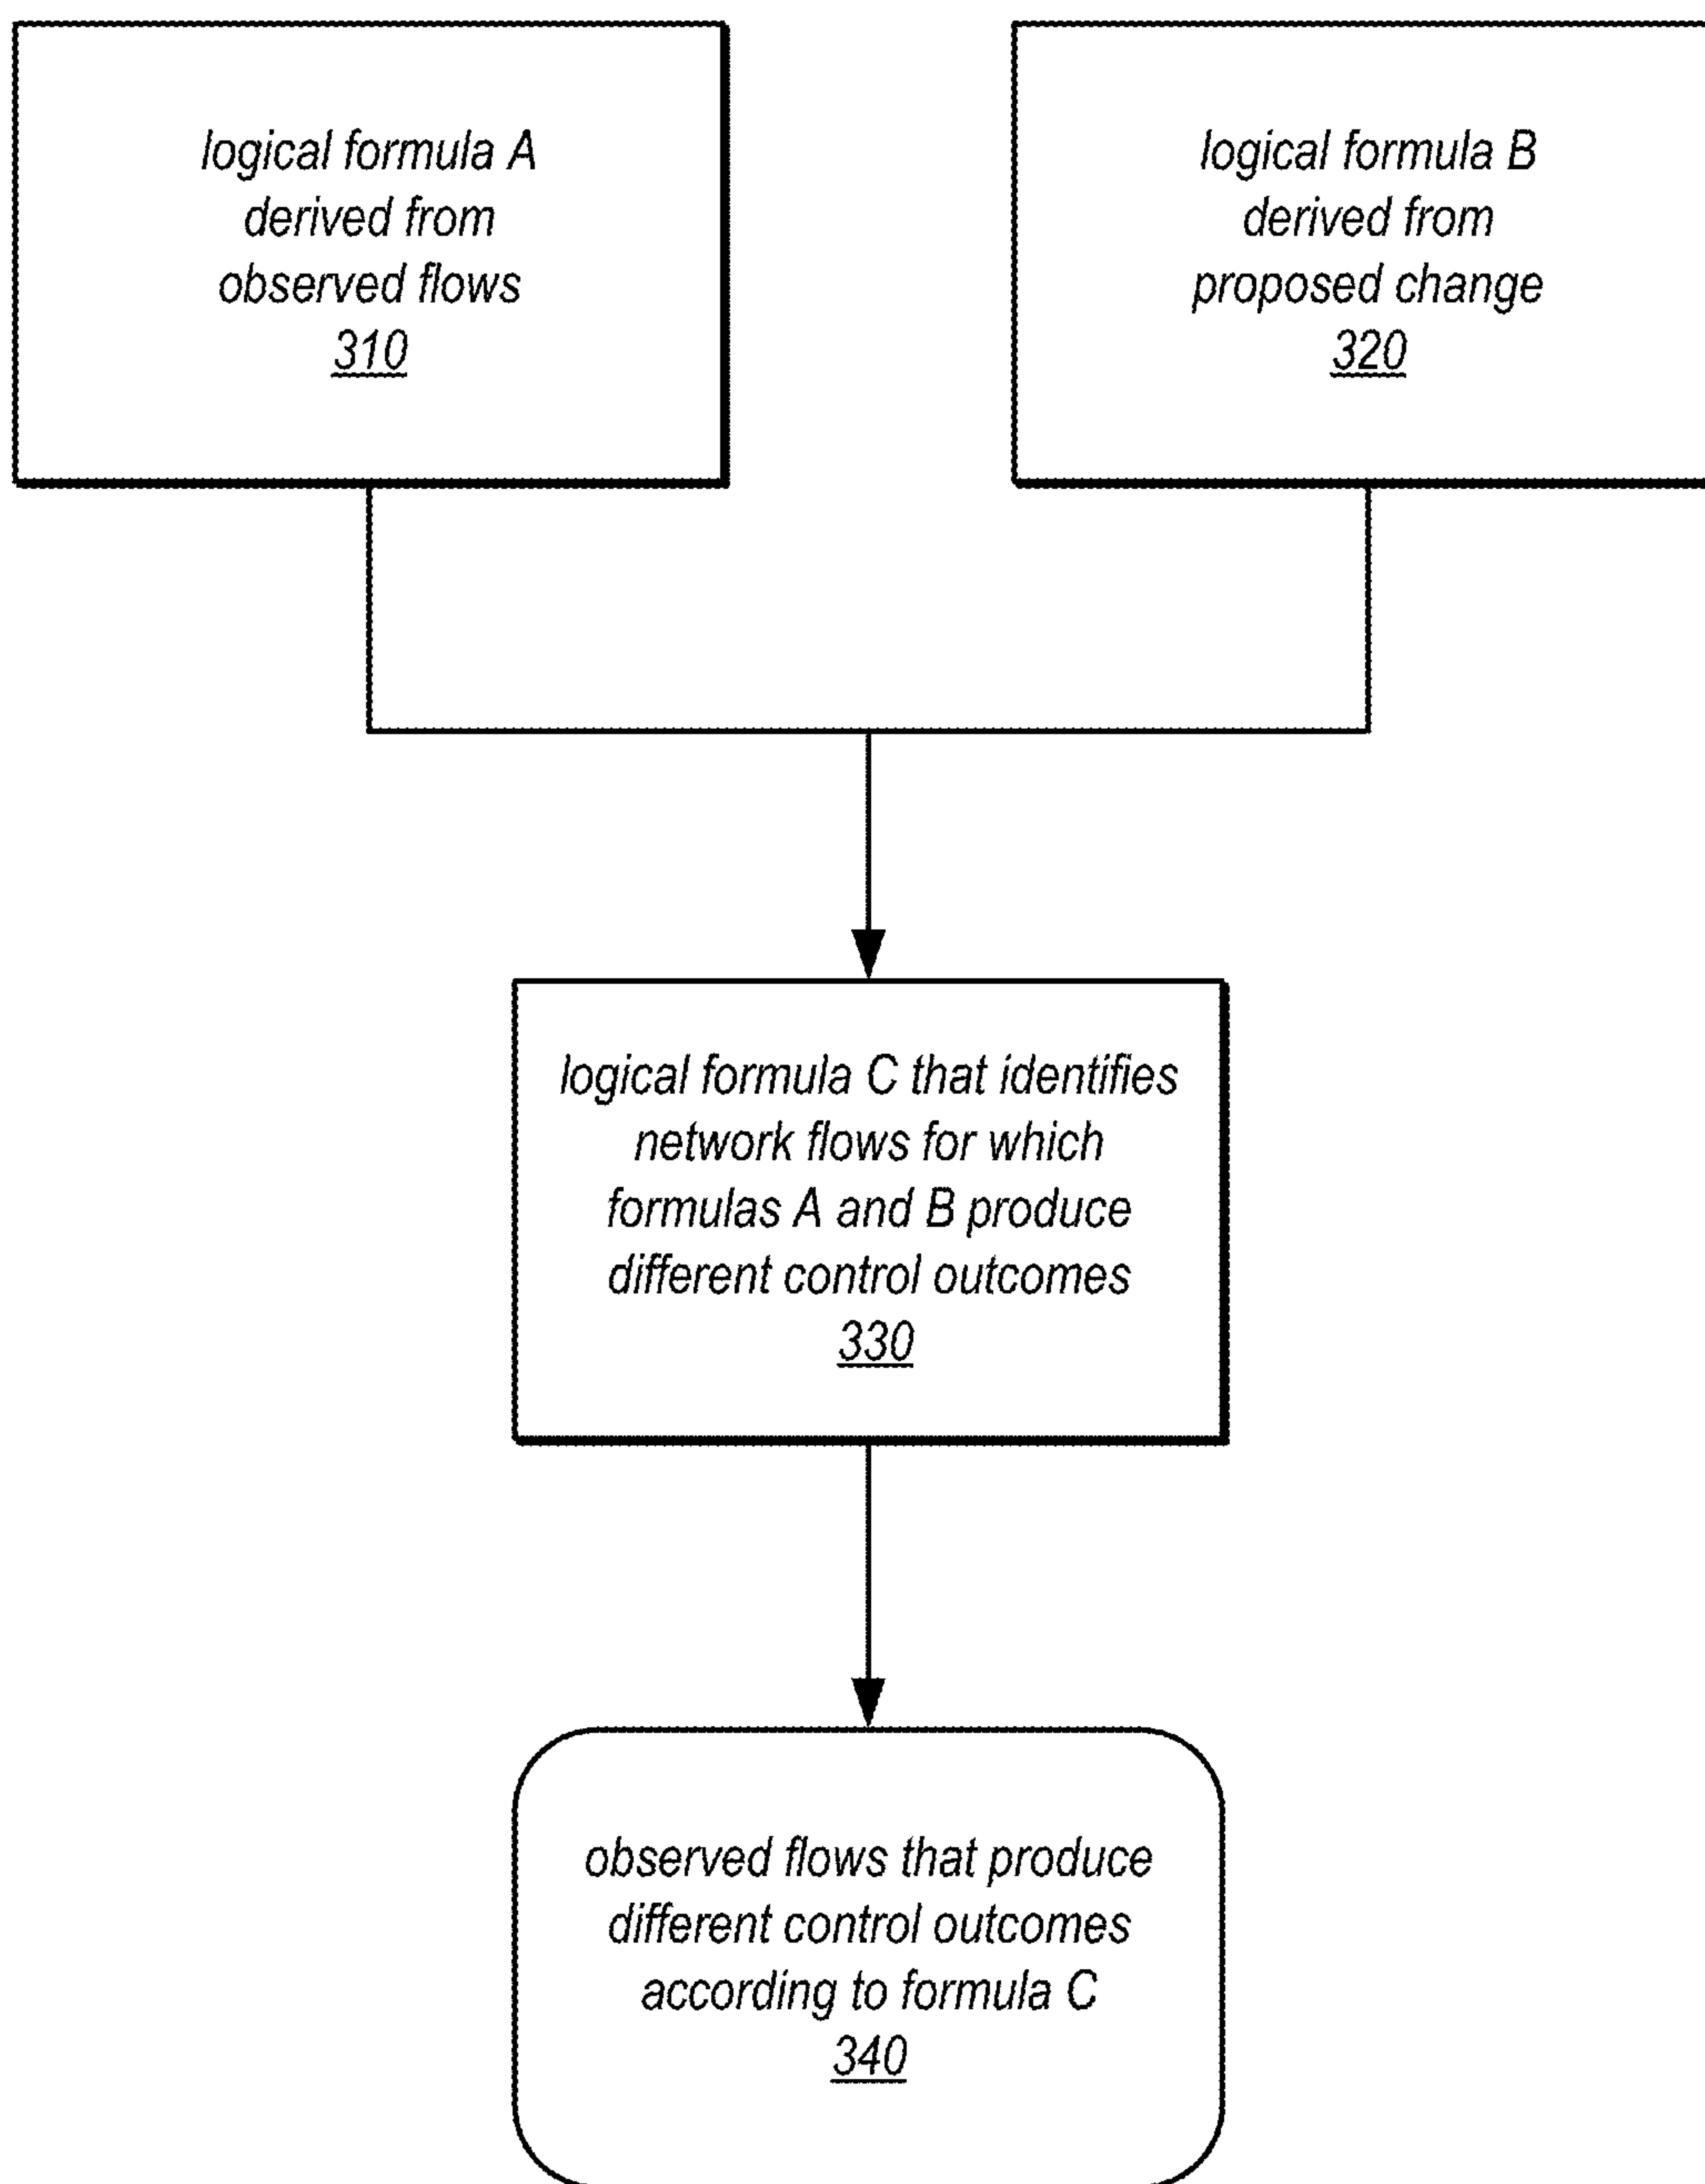 logical formula A
derived from
observed flows
310
logical formula B
derived from
proposed change
320
logical formula C that identifies
network flows for which
formulas A and B produce
different control outcomes
330
observed flows that produce
different control outcomes
according to formula C
340